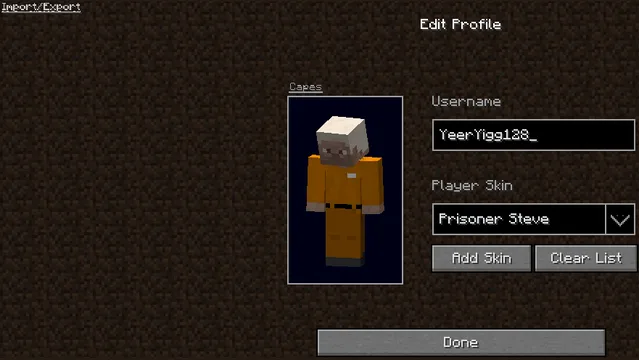 Import/Export
Edit Profile
Capes
Username
YeerYigg128_
Player Skin
Prisoner Steve
Add Skin
Clear List
Done